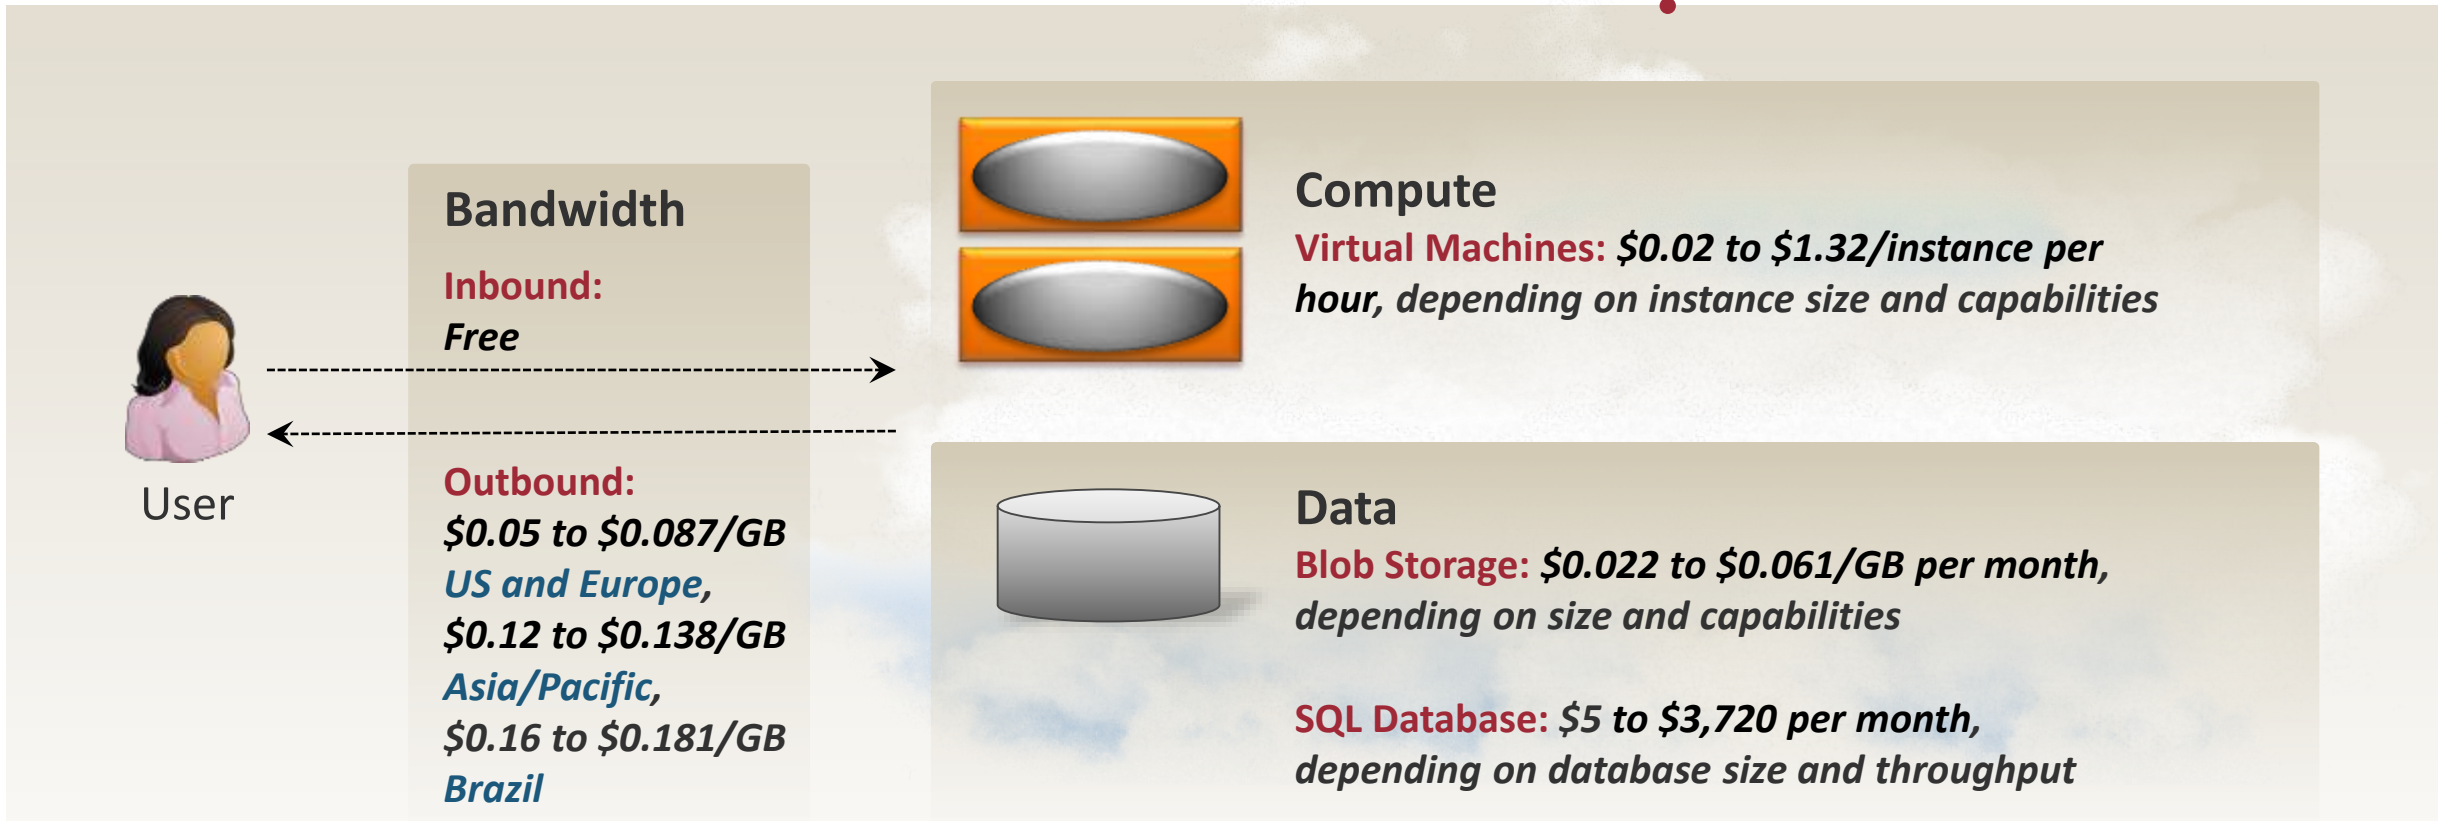 User
Bandwidth
Inbound:
Free
Outbound:
$0.05 to $0.087/GB
US and Europe,
$0.12 to $0.138/GB
Asia/Pacific,
$0.16 to $0.181/GB
Brazil
Compute
Virtual Machines: $0.02 to $1.32/instance per
hour, depending on instance size and capabilities
Data
Blob Storage: $0.022 to $0.061/GB per month,
depending on size and capabilities
SQL Database: $5 to $3,720 per month,
depending on database size and throughput